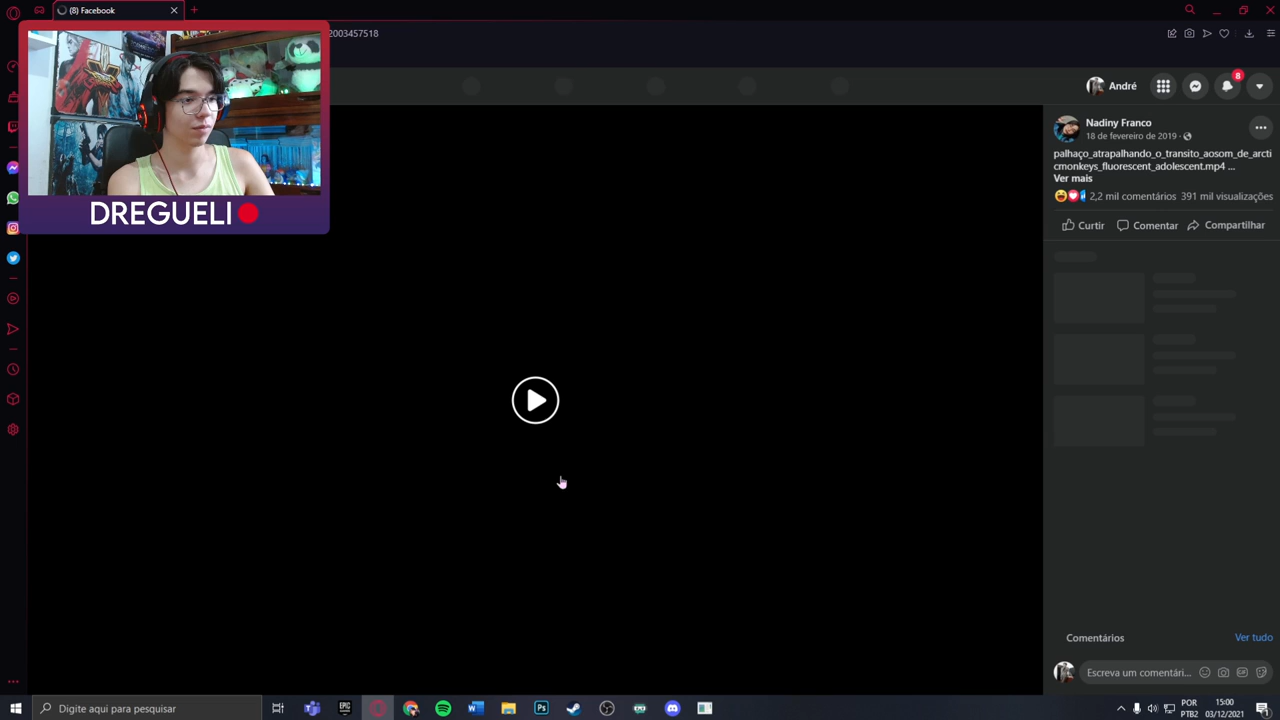 (8) Facebook
2003457518
DREGUELI
André
8
Nadiny Franco
18 de fevereiro de 2019 ·
palhaço_atrapalhando_o_transito_aosom_de_arcti
cmonkeys_fluorescent_adolescent.mp4 ...
Ver mais
2,2 mil comentários 391 mil visualizações
Curtir Comentar Compartilhar
Comentários Ver tudo
Escreva um comentári...
Digite aqui para pesquisar
POR
PTB2
15:00
03/12/2021